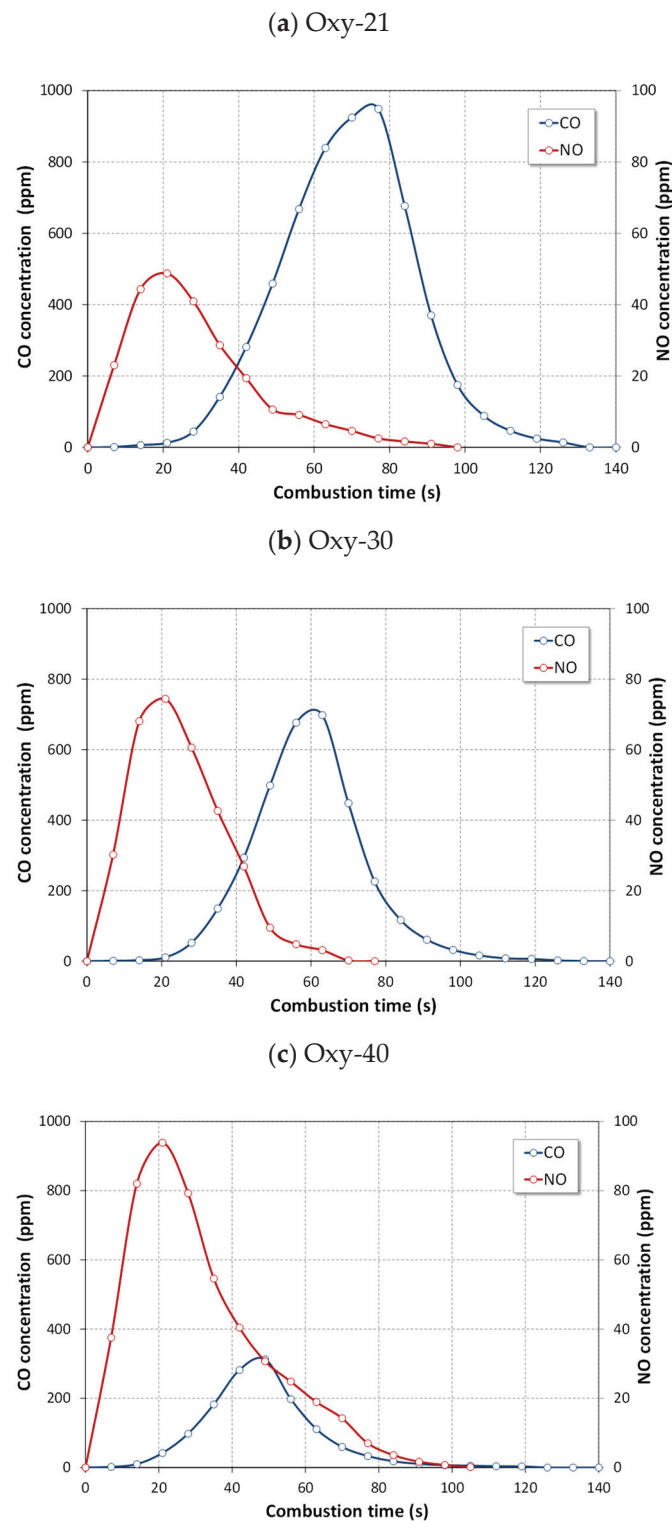 (a) Oxy-21
1000
800
600
400
200
0
CO concentration (ppm)
100
80
60
40
20
0
NO concentration (ppm)
CO
NO
0 20 40 60 80 100 120 140
Combustion time (s)
(b) Oxy-30
1000
800
600
400
200
0
CO concentration (ppm)
100
80
60
40
20
0
NO concentration (ppm)
CO
NO
0 20 40 60 80 100 120 140
Combustion time (s)
(c) Oxy-40
1000
800
600
400
200
0
CO concentration (ppm)
100
80
60
40
20
0
NO concentration (ppm)
CO
NO
0 20 40 60 80 100 120 140
Combustion time (s)